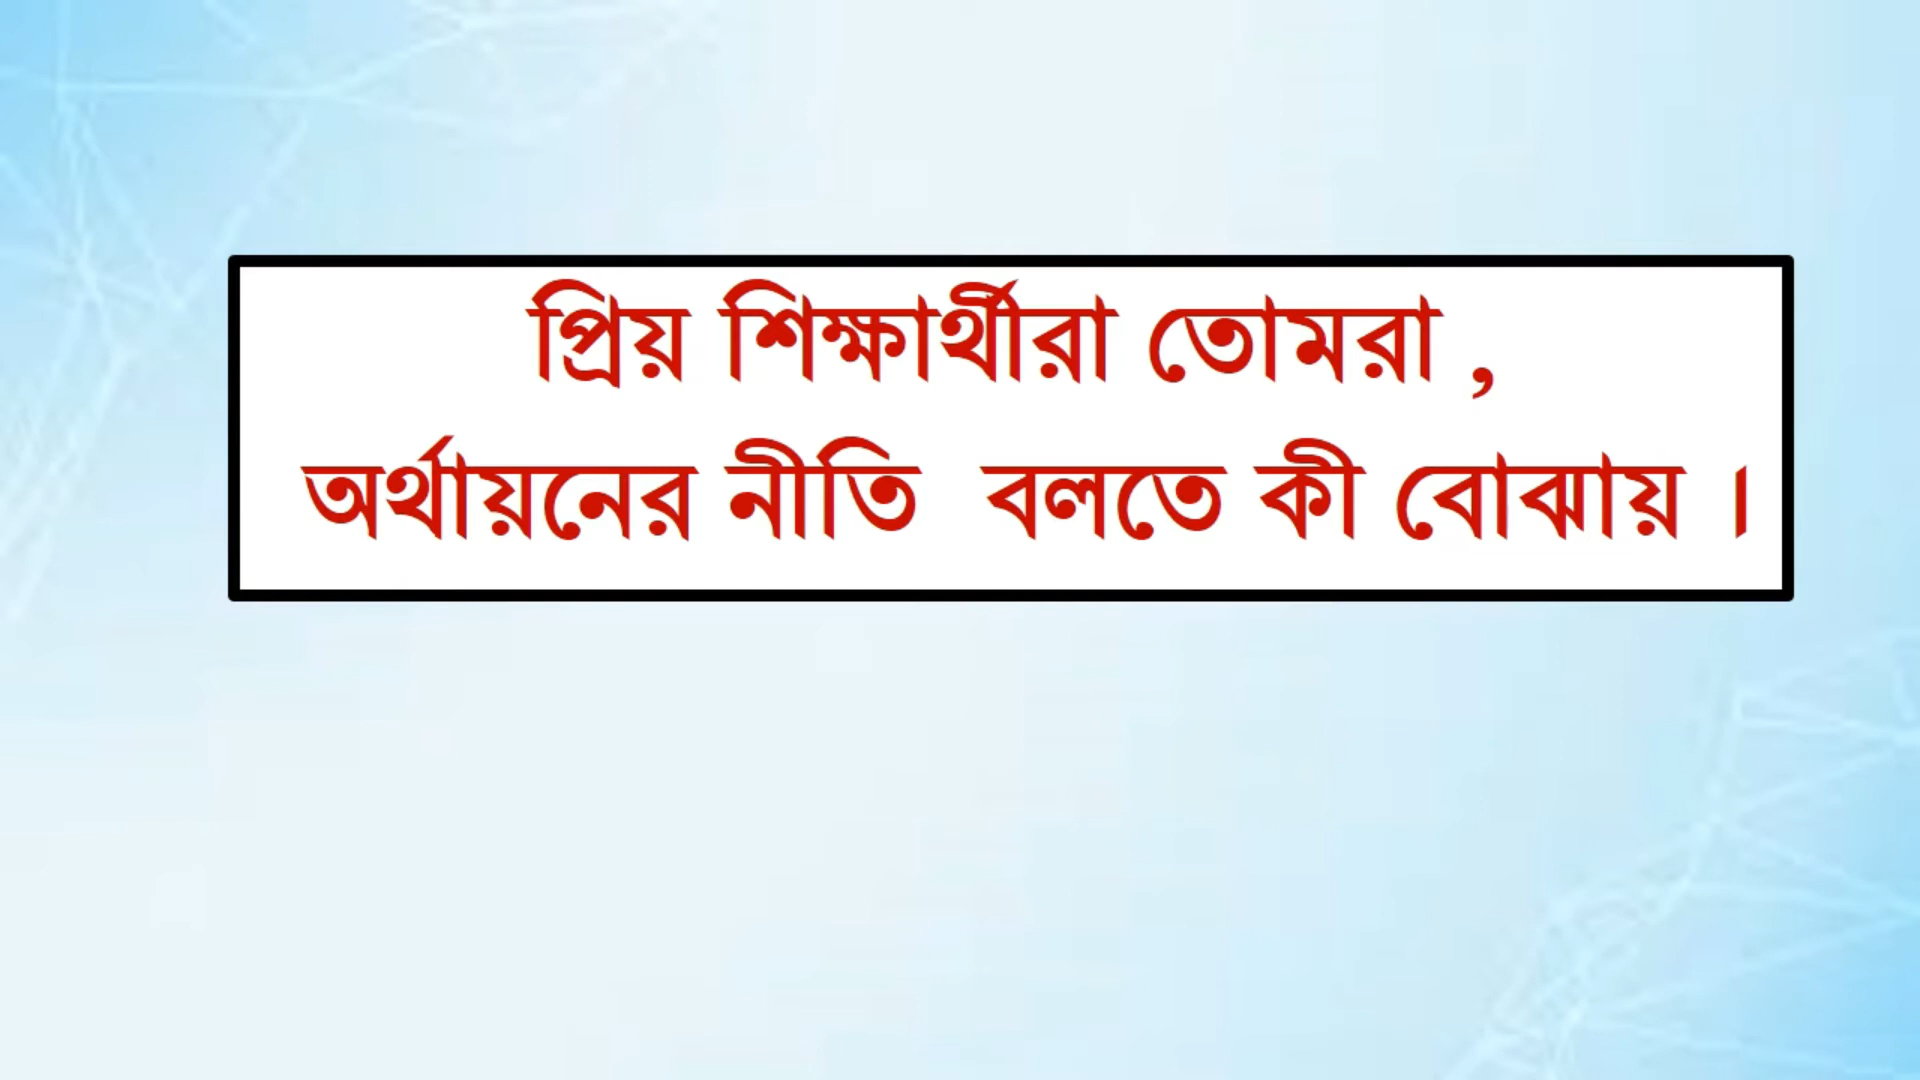 প্রিয় শিক্ষার্থীরা তোমরা ,
অর্থায়নের নীতি বলতে কী বোঝায় ।